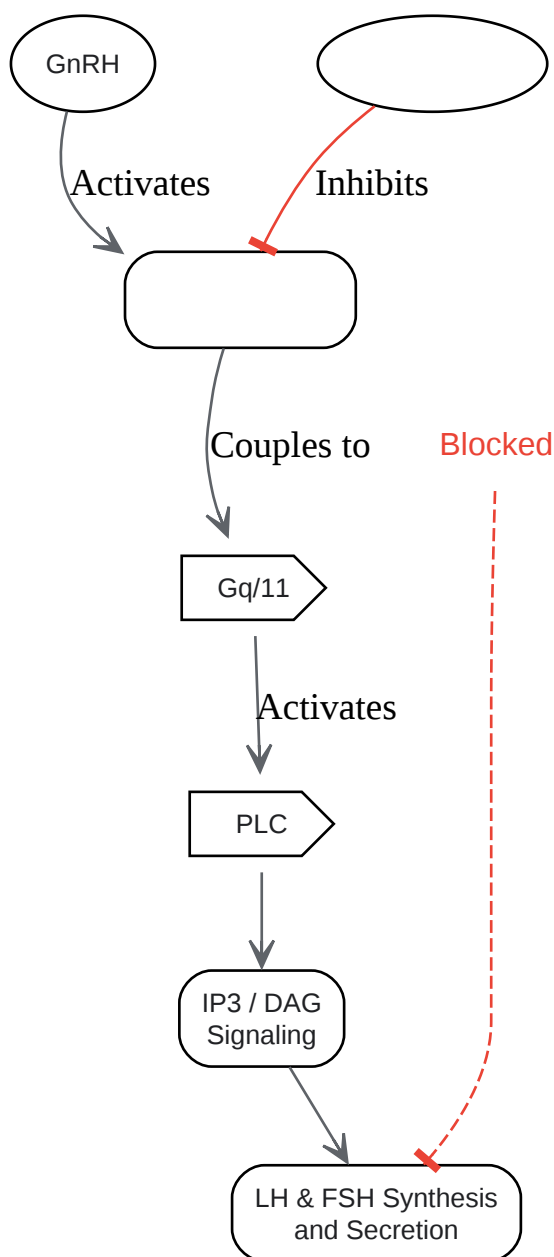 GnRH
Activates
Inhibits
Couples to
Blocked
Gq/11
Activates
PLC
IP3 / DAG
Signaling
LH & FSH Synthesis
and Secretion